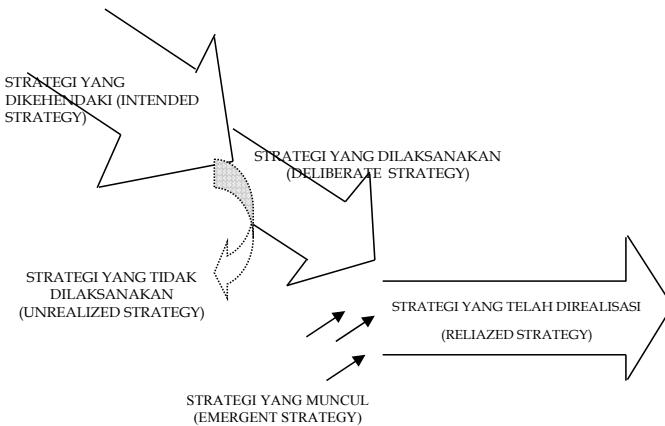 STRATEGI YANG
DIKEHENDAKI (INTENDED
STRATEGY)
STRATEGI YANG DILAKSANAKAN
(DELIBERATE STRATEGY)
STRATEGI YANG TIDAK
DILAKSANAKAN
(UNREALIZED STRATEGY)
STRATEGI YANG TELAH DIREALISASI
(RELIAZED STRATEGY)
STRATEGI YANG MUNCUL
(EMERGENT STRATEGY)